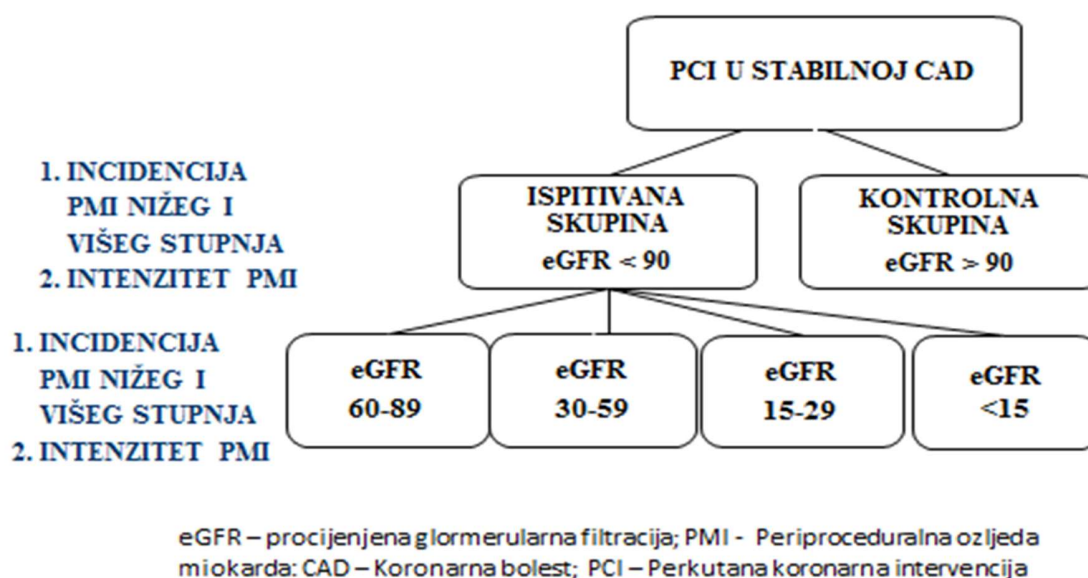 PCI U STABILNOJ CAD
1. INCIDENCIJA
PMI NIŽEG I
VIŠEG STUPNJA
2. INTENZITET PMI
ISPITIVANA
SKUPINA
eGFR < 90
KONTROLNA
SKUPINA
eGFR > 90
1. INCIDENCIJA
PMI NIŽEG I
VIŠEG STUPNJA
2. INTENZITET PMI
eGFR
60-89
eGFR
30-59
eGFR
15-29
eGFR
<15
eGFR – procijenjena glormerularna filtracija; PMI - Periproceduralna ozljeda
miokarda; CAD – Koronarna bolest; PCI – Perkutana koronarna intervencija